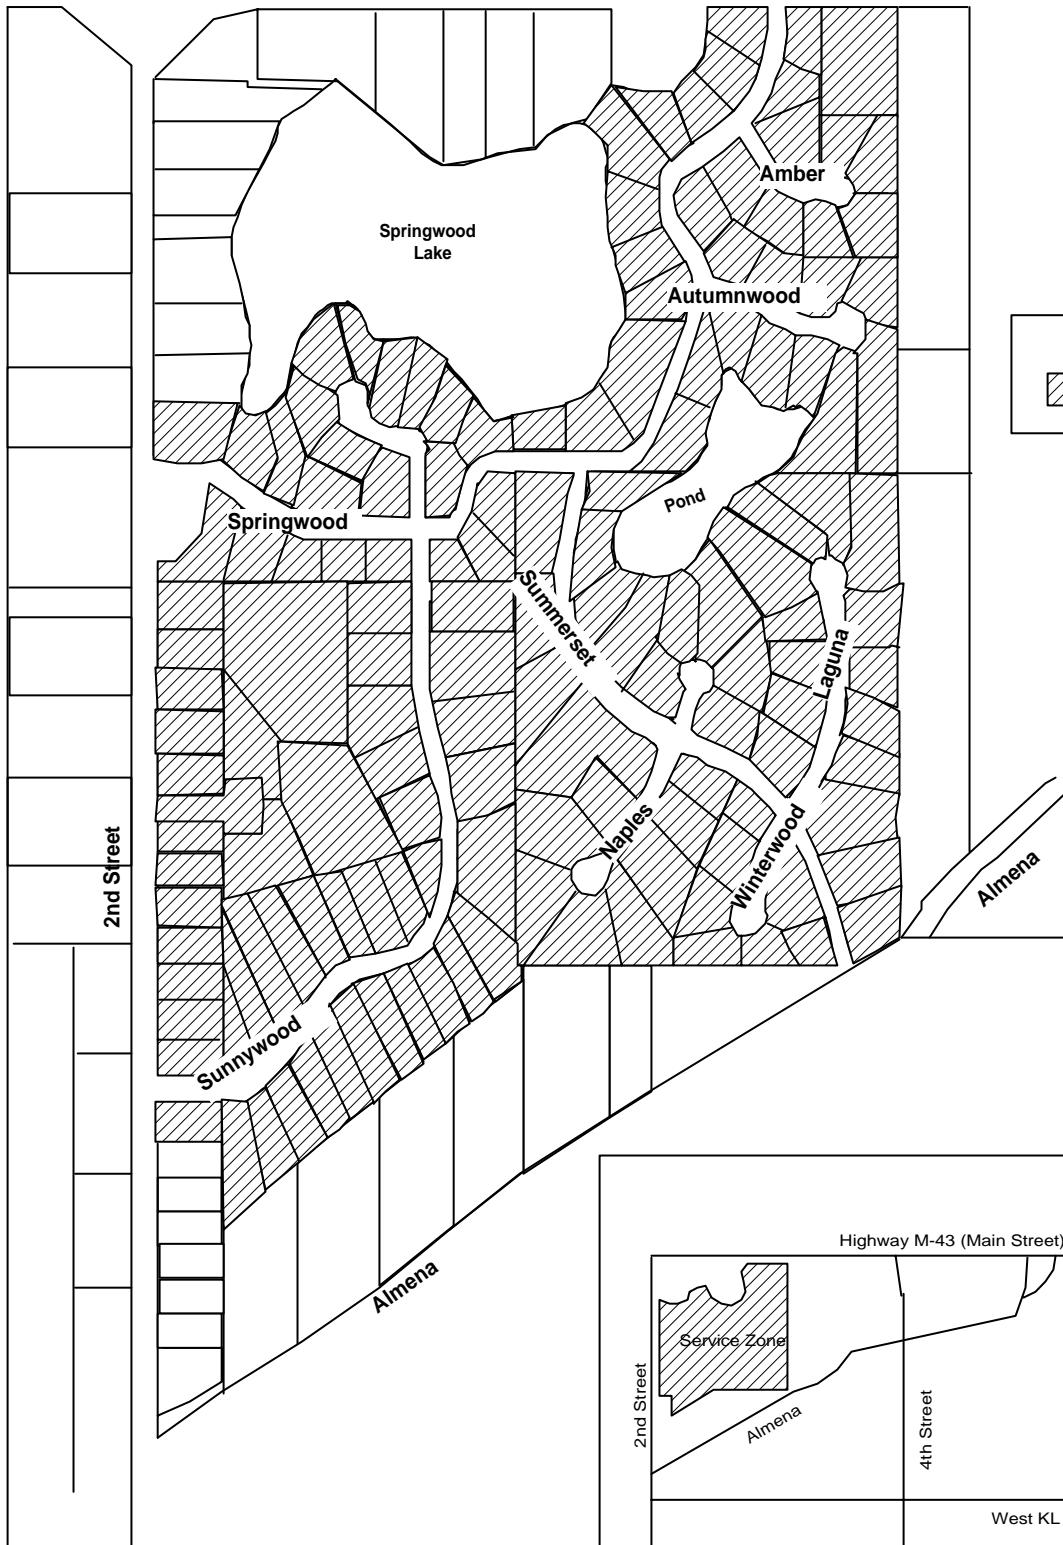 Amber
Springwood
Lake
Autumnwood
Pond
Springwood
Summerset
Laguna
Naples
Winterwood
2nd Street
Almena
Sunnywood
Almena
Highway M-43 (Main Street)
Service Zone
2nd Street
Almena
4th Street
West KL